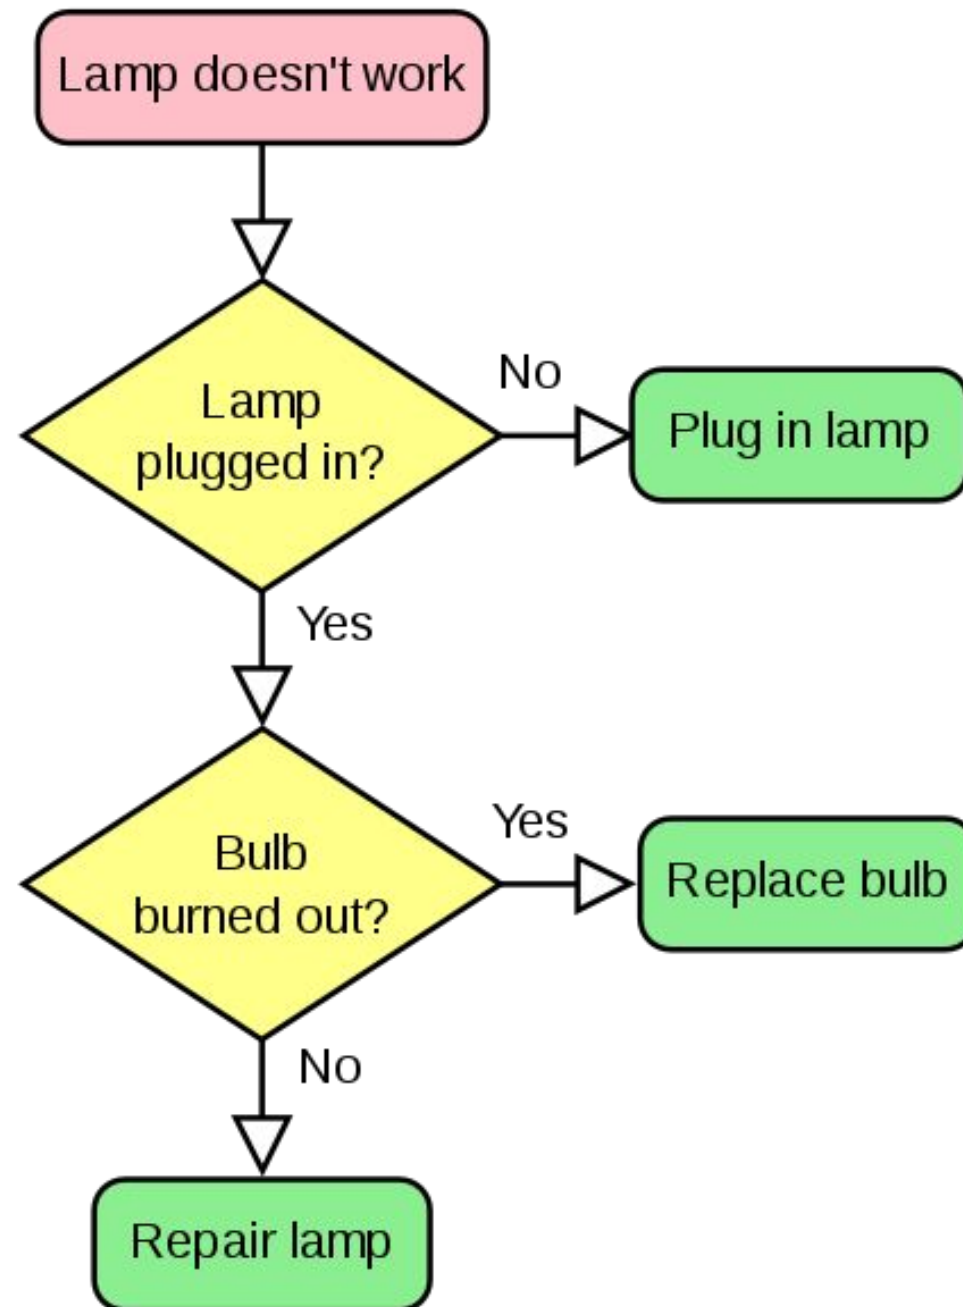 Lamp doesn't work
Lamp
plugged in?
No
Plug in lamp
Yes
Bulb
burned out?
Yes
Replace bulb
No
Repair lamp